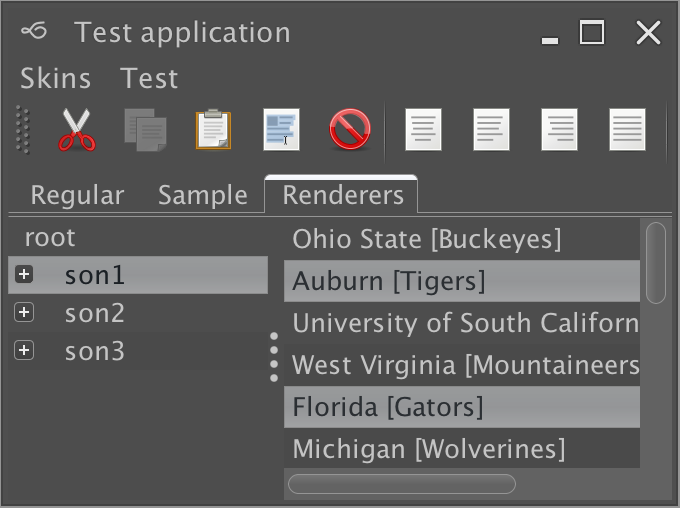 Test application
Skins Test
Regular Sample Renderers
root
son1
son2
son3
Ohio State [Buckeyes]
Auburn [Tigers]
University of South Californ
West Virginia [Mountaineers
Florida [Gators]
Michigan [Wolverines]